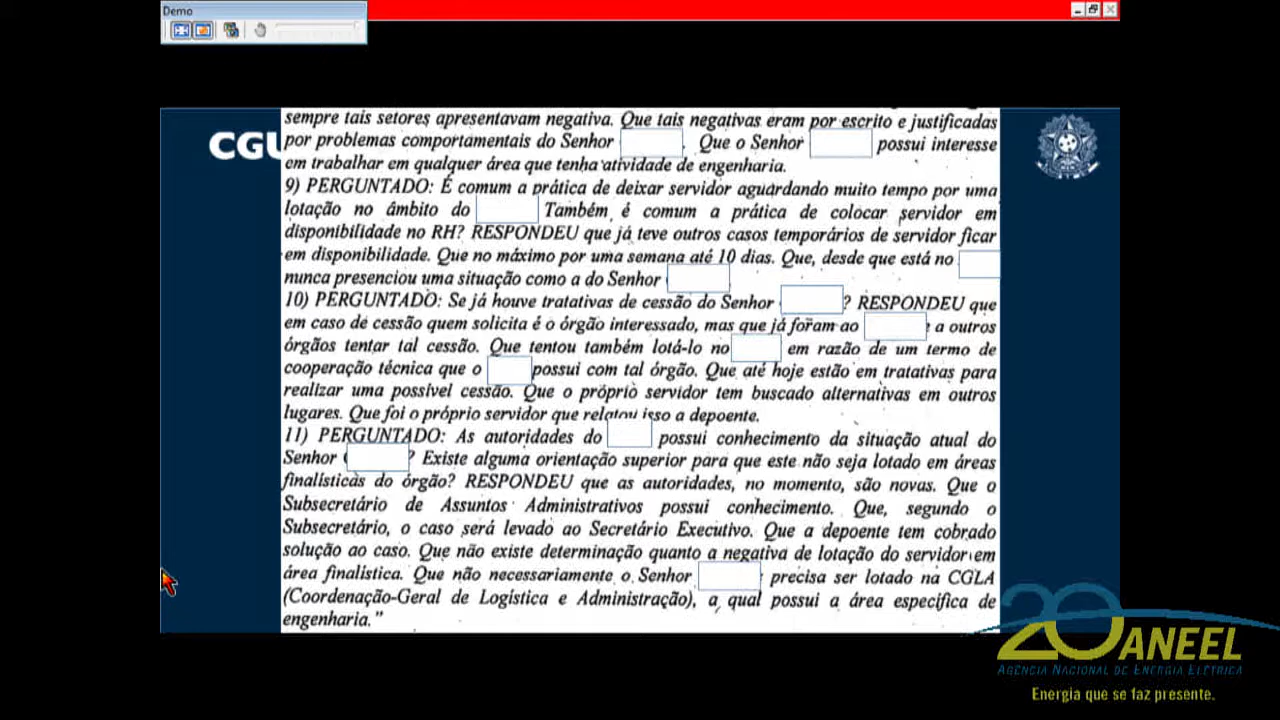 Demo
CGU
sempre tais setores apresentavam negativa. Que tais negativas eram por escrito e justificadas
por problemas comportamentais do Senhor . Que o Senhor possui interesse
em trabalhar em qualquer área que tenha atividade de engenharia.
9) PERGUNTADO: É comum a prática de deixar servidor aguardando muito tempo por uma
lotação no âmbito do Também é comum a prática de colocar servidor em
disponibilidade no RH? RESPONDEU que já teve outros casos temporários de servidor ficar
em disponibilidade. Que no máximo por uma semana até 10 dias. Que, desde que está no
nunca presenciou uma situação como a do Senhor
10) PERGUNTADO: Se já houve tratativas de cessão do Senhor ? RESPONDEU que
em caso de cessão quem solicita é o órgão interessado, mas que já foram ao e a outros
órgãos tentar tal cessão. Que tentou também lotá-lo no em razão de um termo de
cooperação técnica que o possui com tal órgão. Que até hoje estão em tratativas para
realizar uma possível cessão. Que o próprio servidor tem buscado alternativas em outros
lugares. Que foi o próprio servidor que relatou isso a depoente.
11) PERGUNTADO: As autoridades do possui conhecimento da situação atual do
Senhor ? Existe alguma orientação superior para que este não seja lotado em áreas
finalísticas do órgão? RESPONDEU que as autoridades, no momento, são novas. Que o
Subsecretário de Assuntos Administrativos possui conhecimento. Que, segundo o
Subsecretário, o caso será levado ao Secretário Executivo. Que a depoente tem cobrado
solução ao caso. Que não existe determinação quanto a negativa de lotação do servidor em
área finalística. Que não necessariamente o Senhor precisa ser lotado na CGLA
(Coordenação-Geral de Logística e Administração), a qual possui a área específica de
engenharia."
20 ANEEL
AGÊNCIA NACIONAL DE ENERGIA ELÉTRICA
Energia que se faz presente.